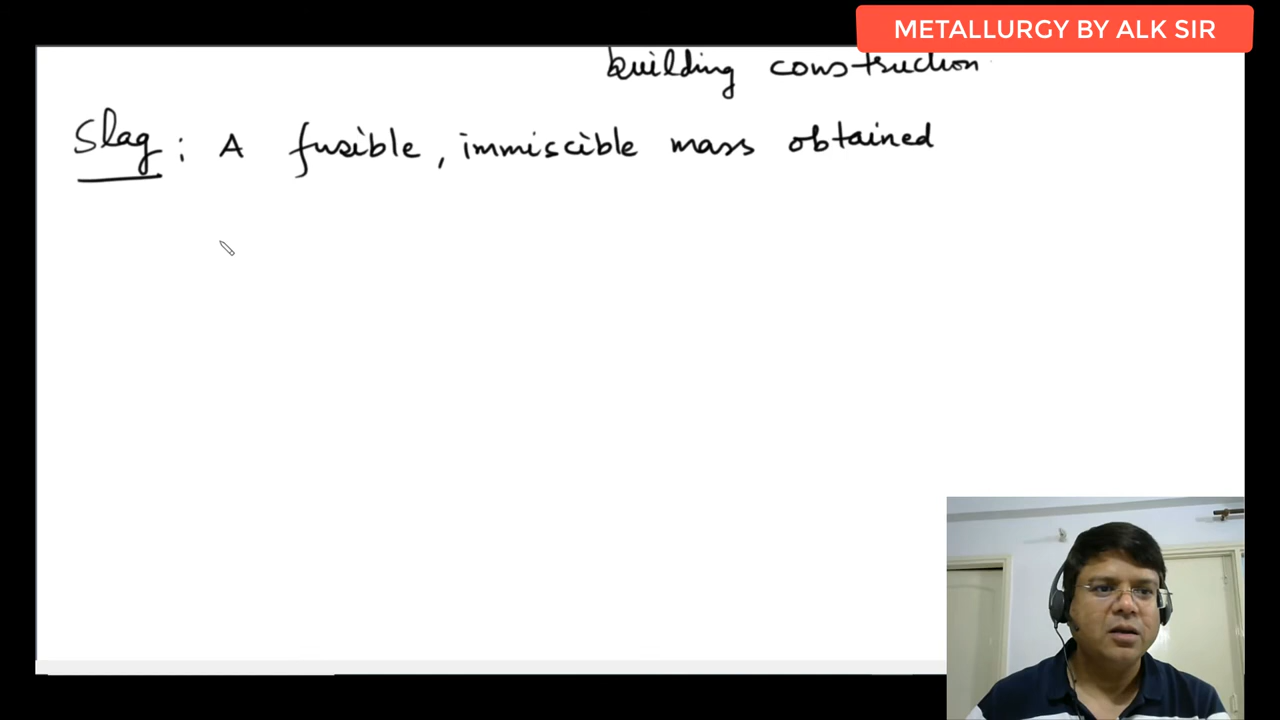 METALLURGY BY ALK SIR
building construction
Slag : A fusible, immiscible mass obtained